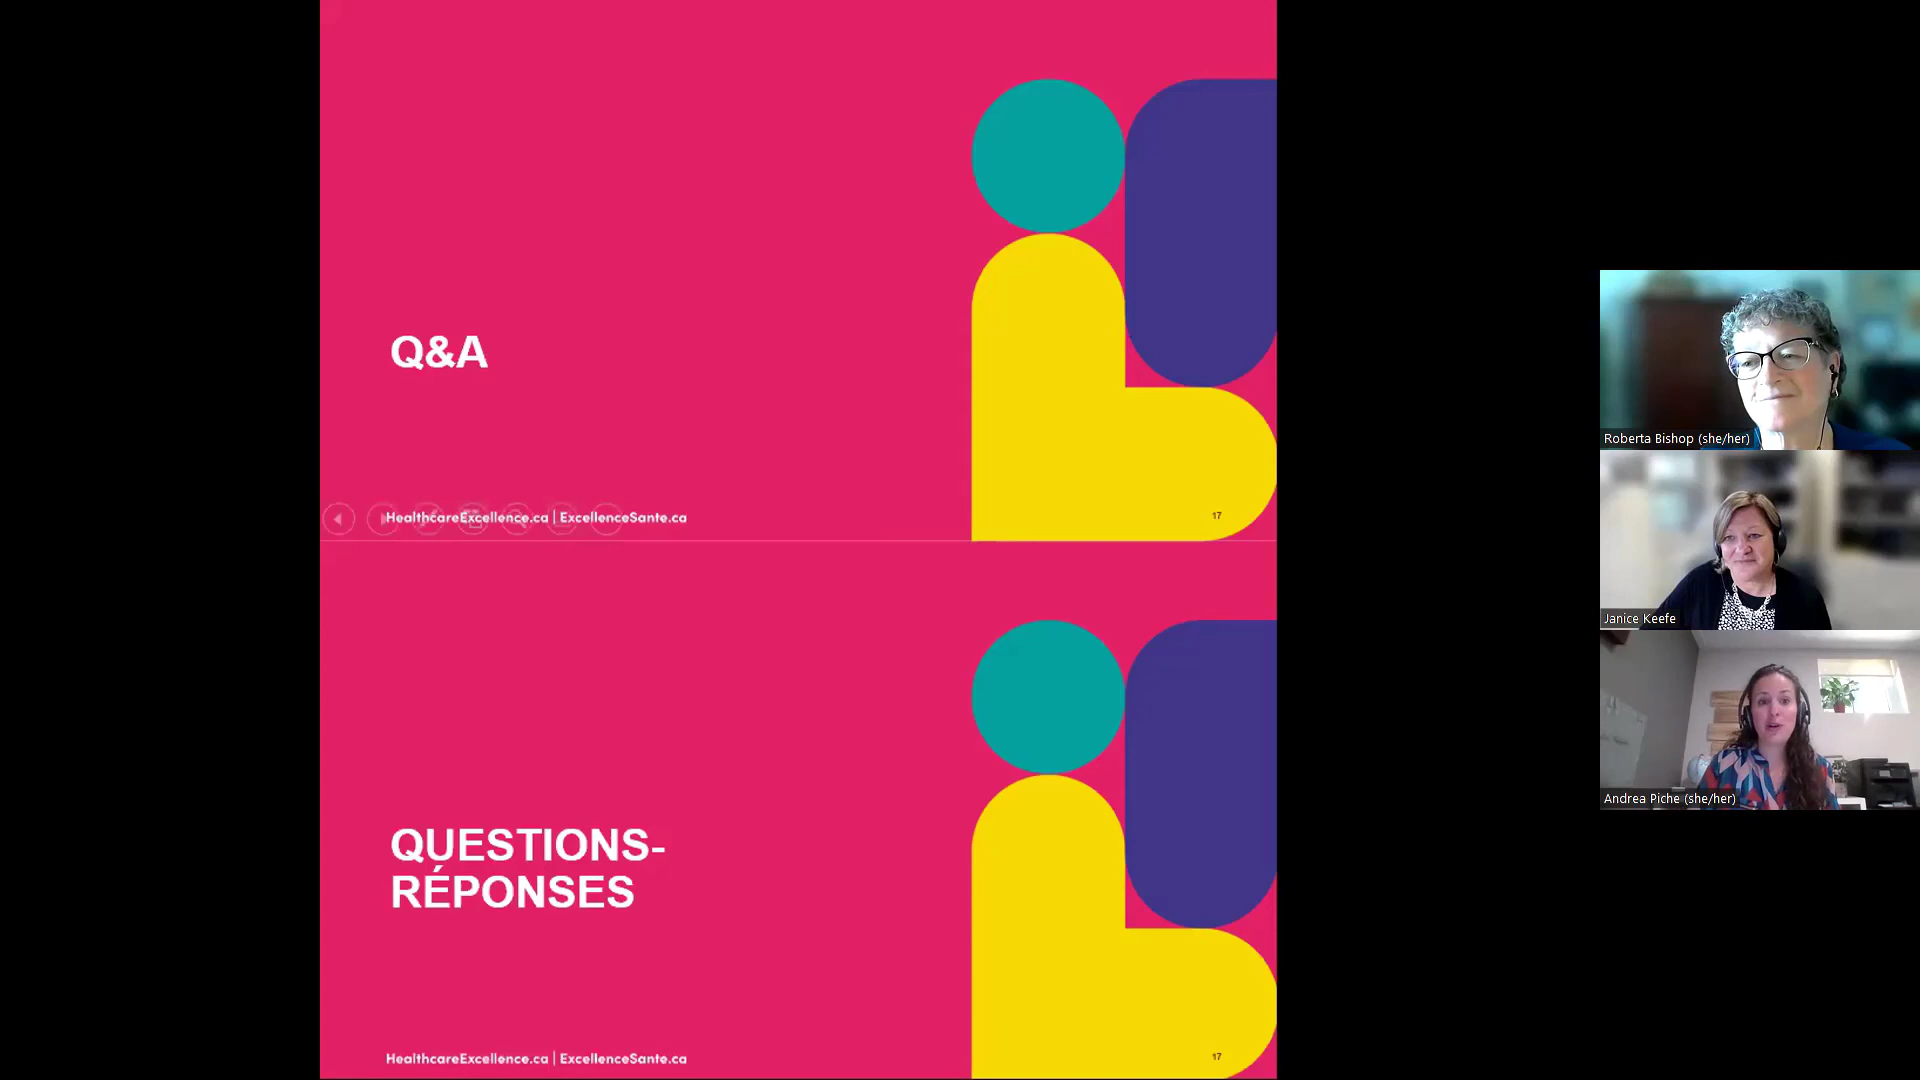 Q&A
HealthcareExcellence.ca | ExcellenceSante.ca
17
QUESTIONS-
RÉPONSES
HealthcareExcellence.ca | ExcellenceSante.ca
17
Roberta Bishop (she/her)
Janice Keefe
Andrea Piche (she/her)